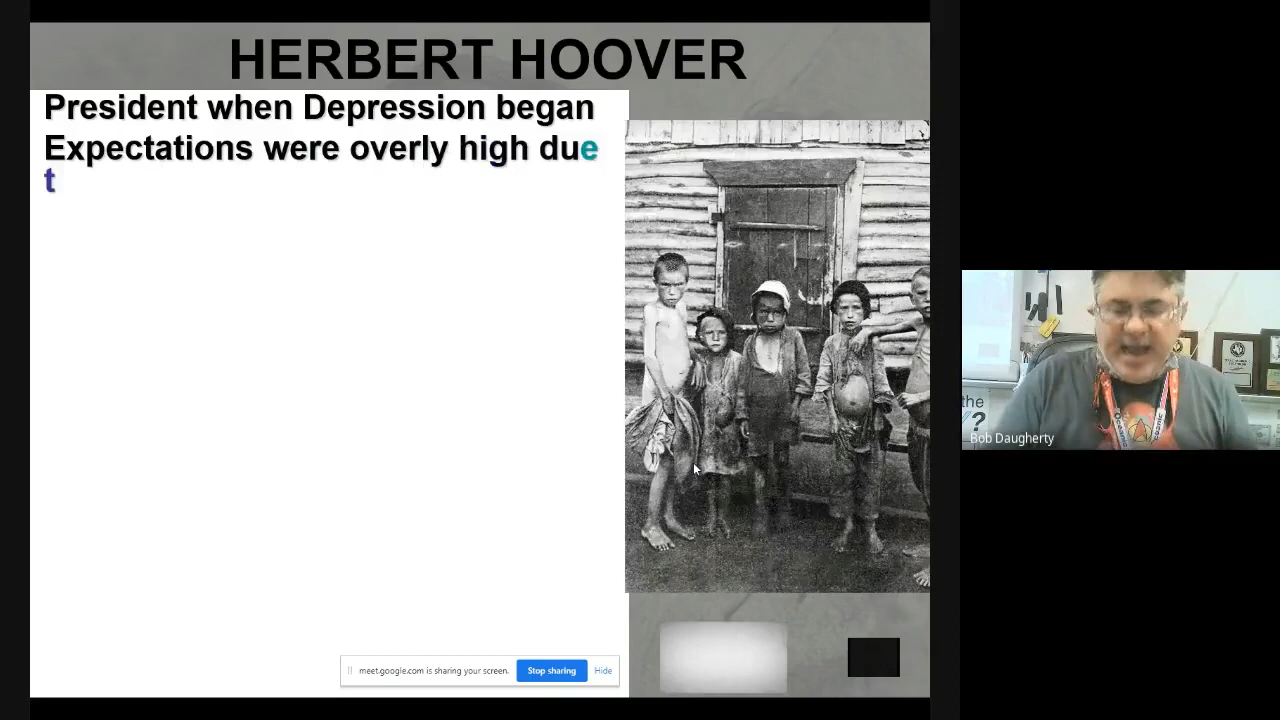 HERBERT HOOVER
President when Depression began
Expectations were overly high due
t
the
?
Bob Daugherty
meet.google.com is sharing your screen.
Stop sharing
Hide